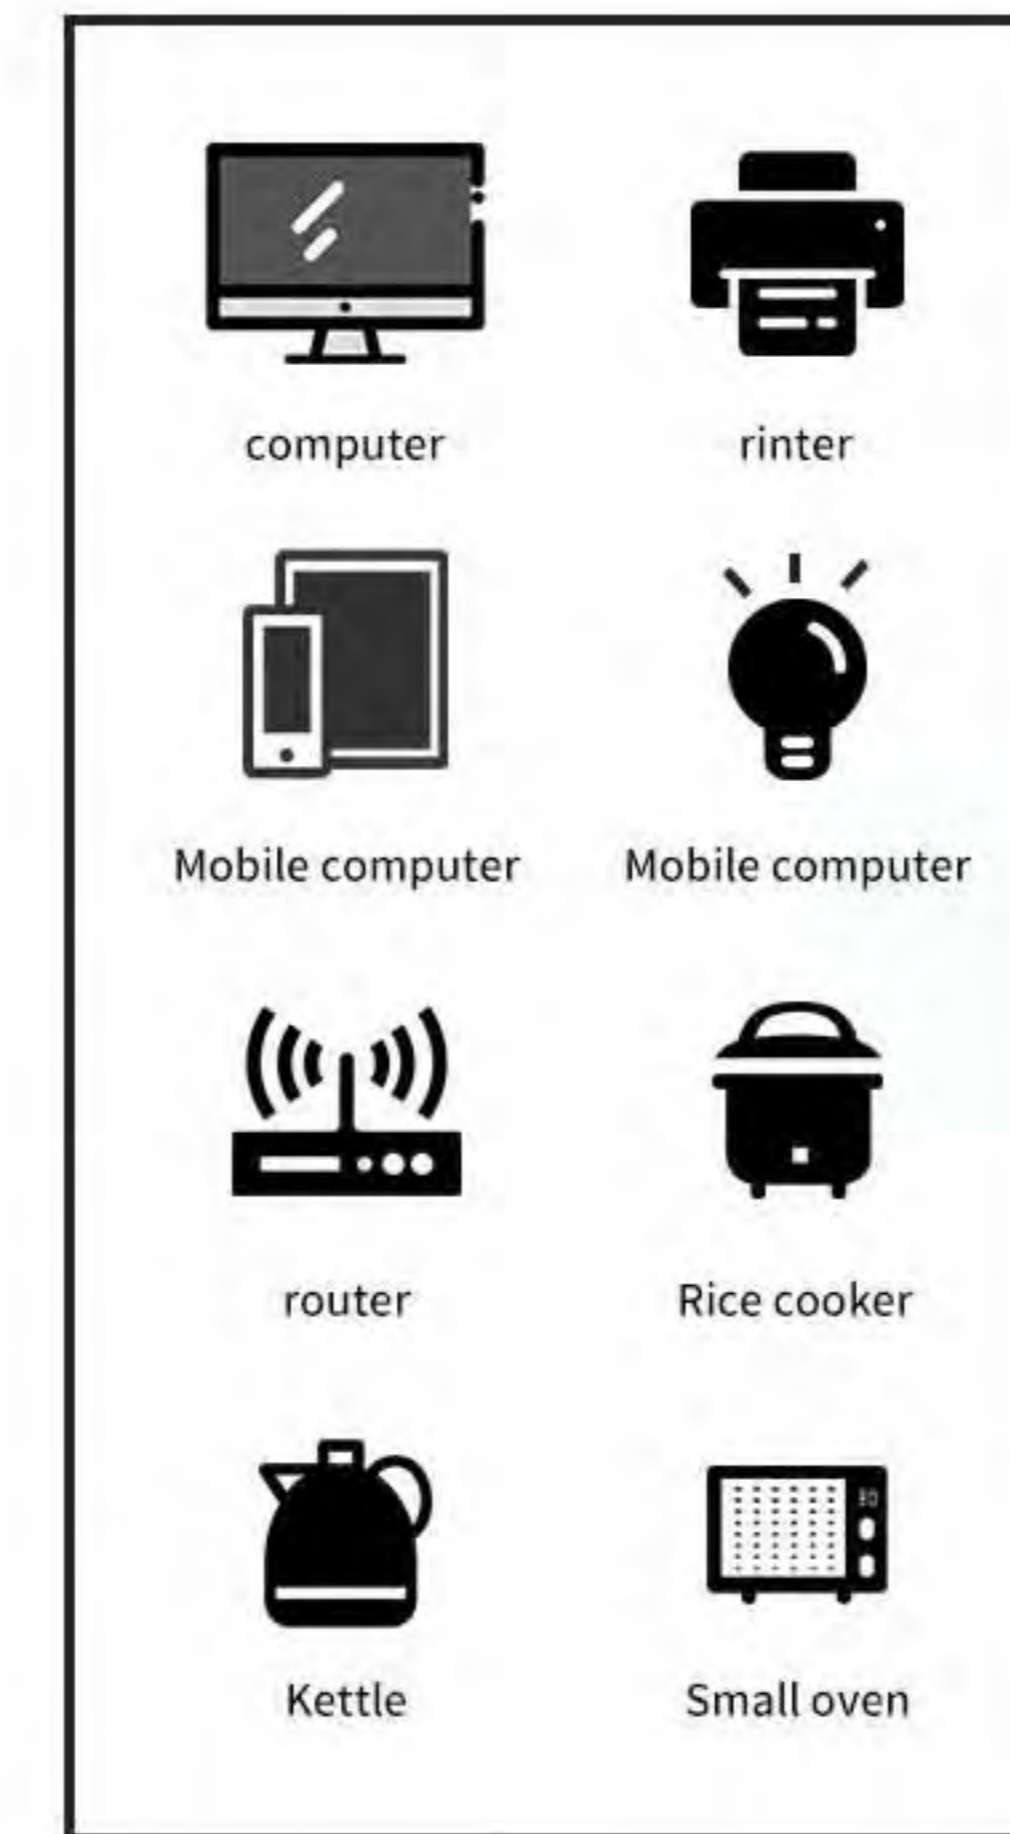 computer
rinter
Mobile computer
Mobile computer
router
Rice cooker
Kettle
Small oven